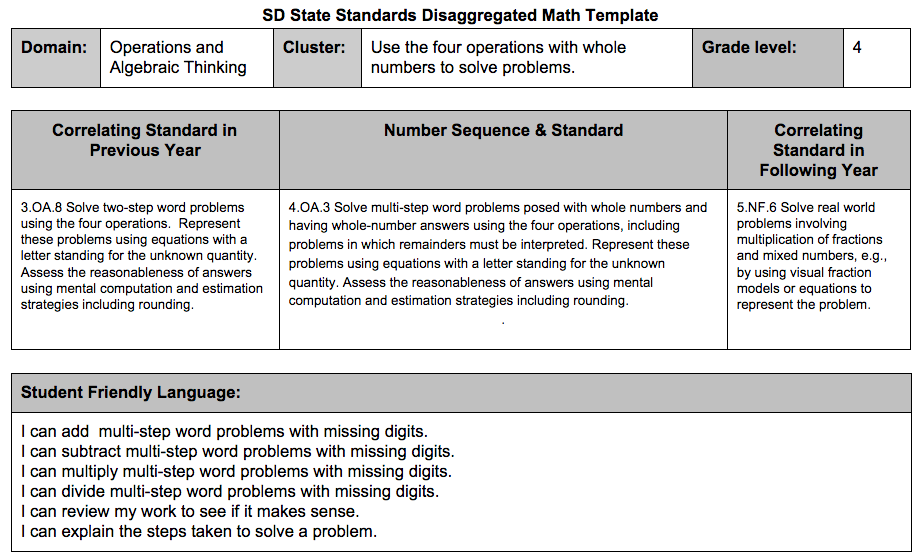 SD State Standards Disaggregated Math Template
Domain:
Operations and
Algebraic Thinking
Cluster:
Use the four operations with whole
numbers to solve problems.
Grade level:
4
Correlating Standard in
Previous Year
Number Sequence & Standard
Correlating
Standard in
Following Year
3.OA.8 Solve two-step word problems
using the four operations.  Represent
these problems using equations with a
letter standing for the unknown quantity.
Assess the reasonableness of answers
using mental computation and estimation
strategies including rounding.
4.OA.3 Solve multi-step word problems posed with whole numbers and
having whole-number answers using the four operations, including
problems in which remainders must be interpreted. Represent these
problems using equations with a letter standing for the unknown
quantity. Assess the reasonableness of answers using mental
computation and estimation strategies including rounding.
.
5.NF.6 Solve real world
problems involving
multiplication of fractions
and mixed numbers, e.g.,
by using visual fraction
models or equations to
represent the problem.
Student Friendly Language:
I can add  multi-step word problems with missing digits.
I can subtract multi-step word problems with missing digits.
I can multiply multi-step word problems with missing digits.
I can divide multi-step word problems with missing digits.
I can review my work to see if it makes sense.
I can explain the steps taken to solve a problem.